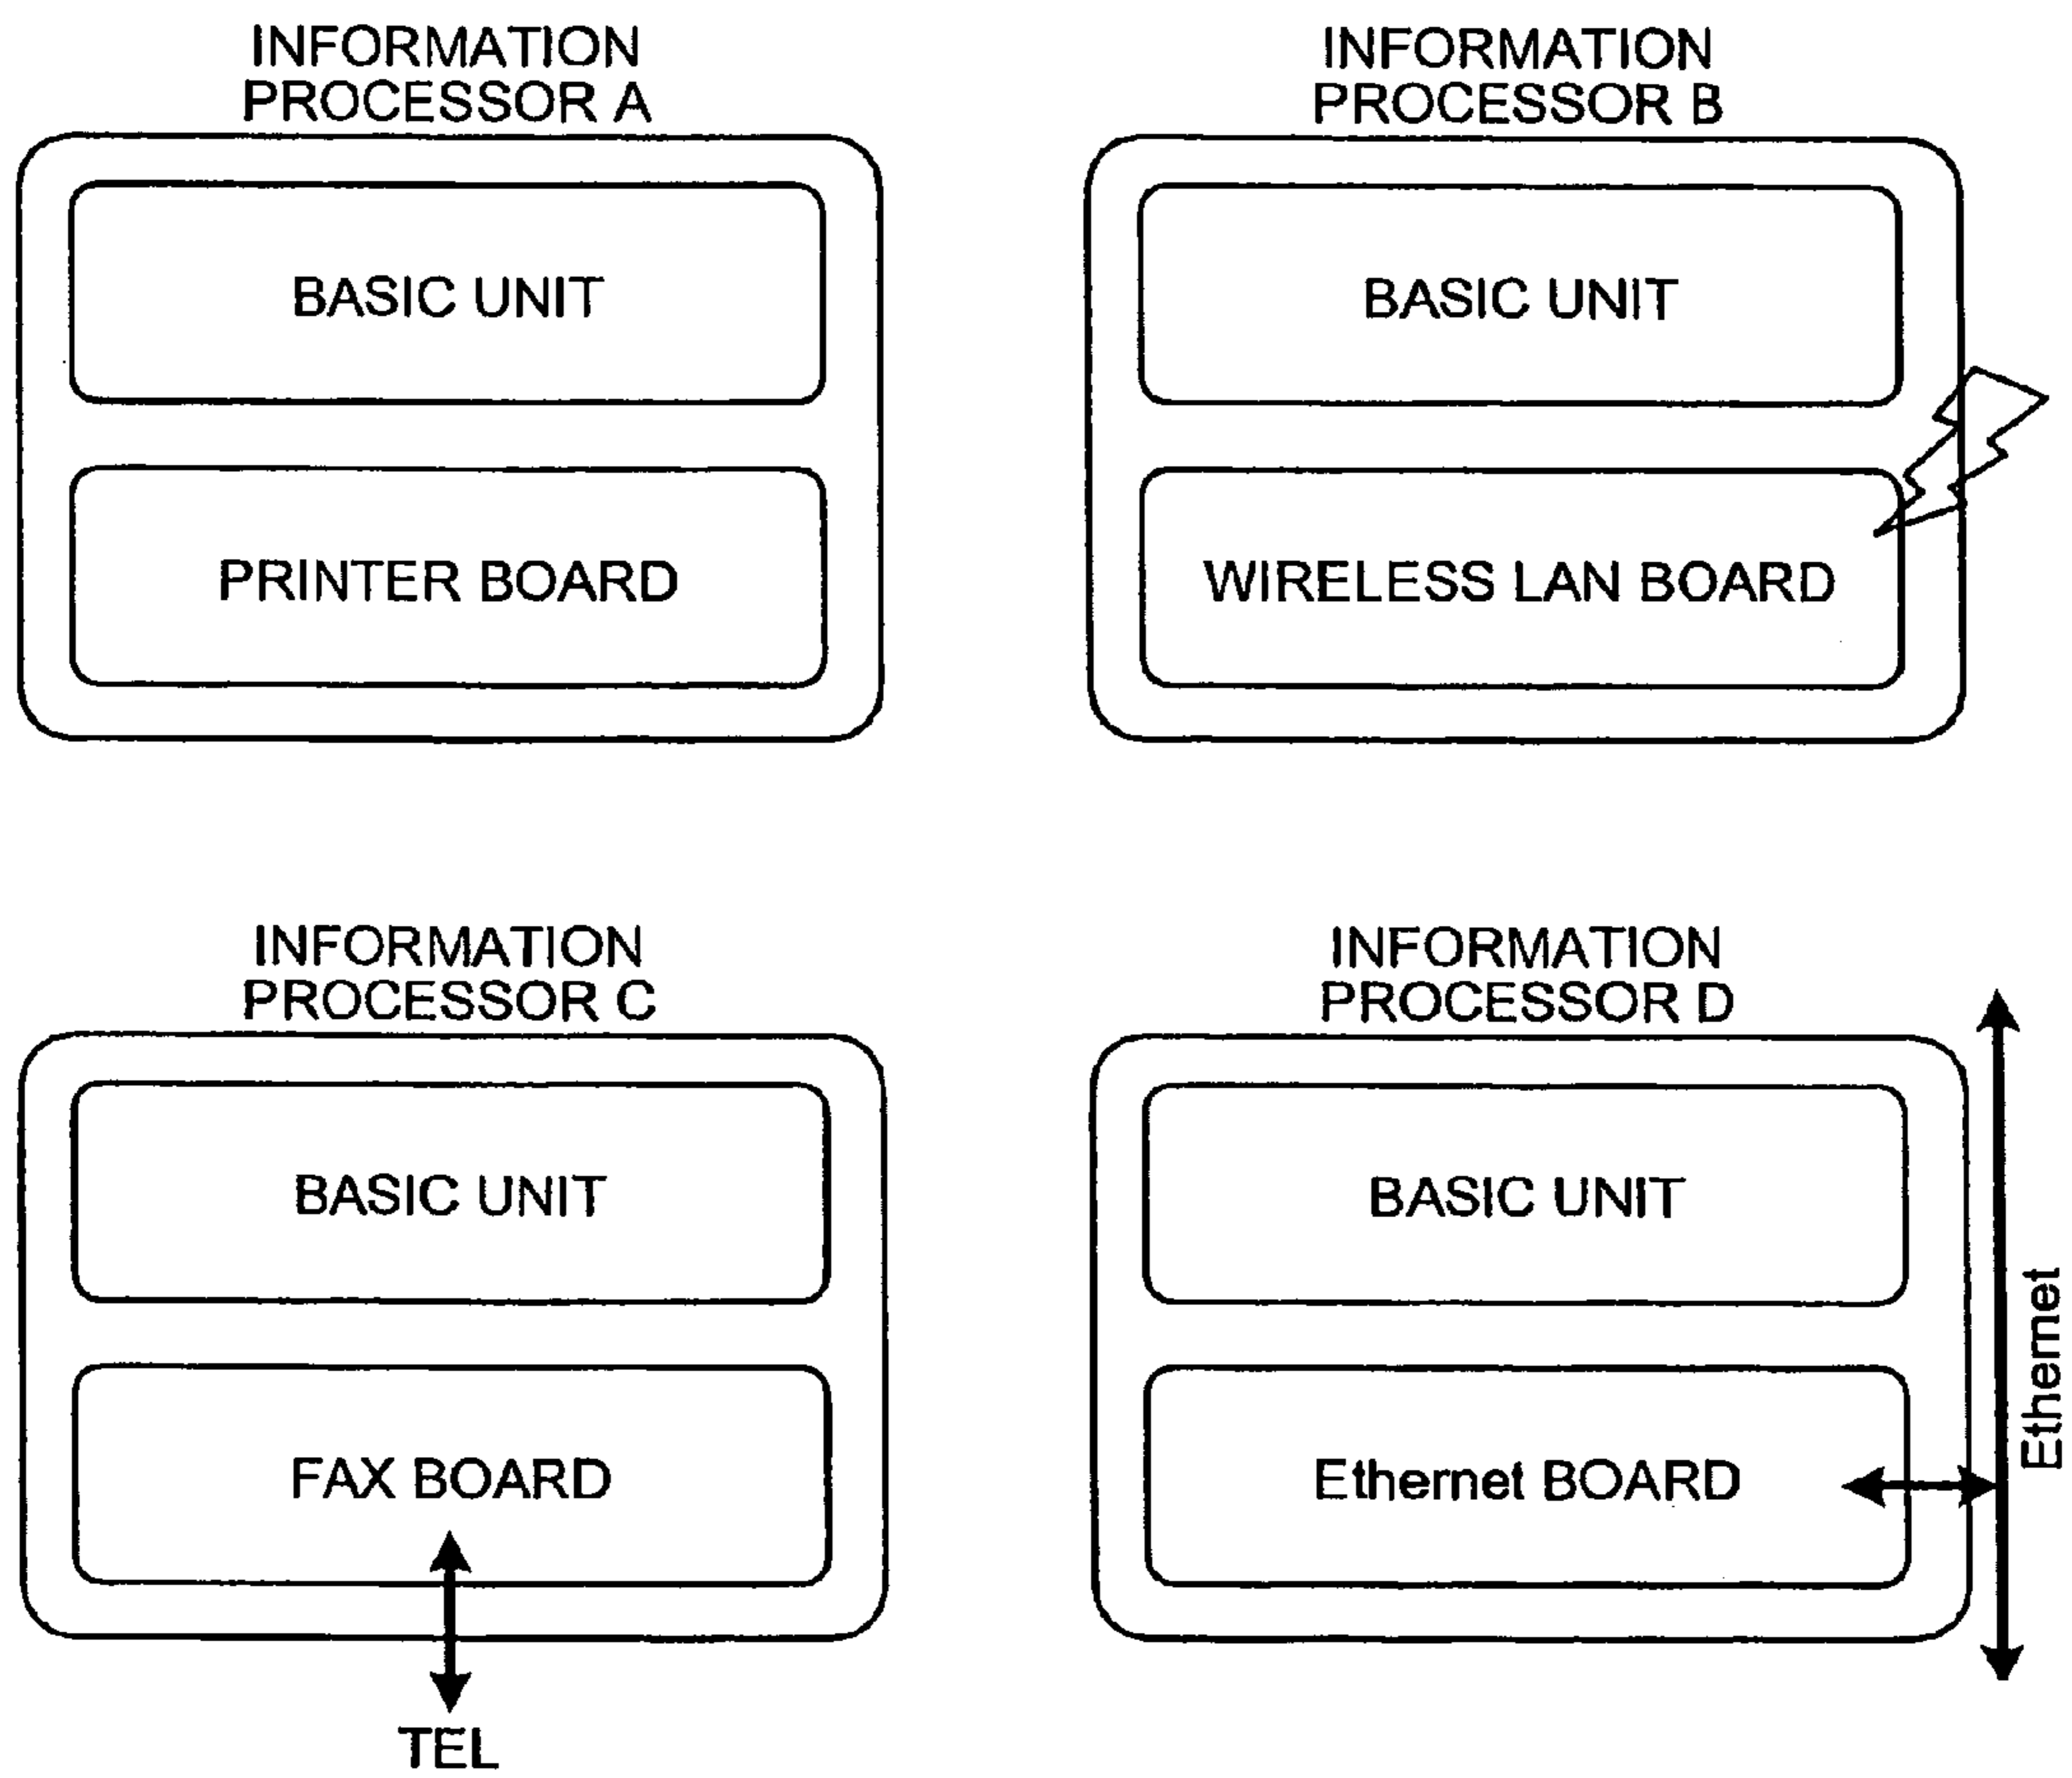 INFORMATION
PROCESSOR A
BASIC UNIT
PRINTER BOARD
INFORMATION
PROCESSOR B
BASIC UNIT
WIRELESS LAN BOARD
INFORMATION
PROCESSOR C
BASIC UNIT
FAX BOARD
TEL
INFORMATION
PROCESSOR D
BASIC UNIT
Ethernet BOARD
Ethernet